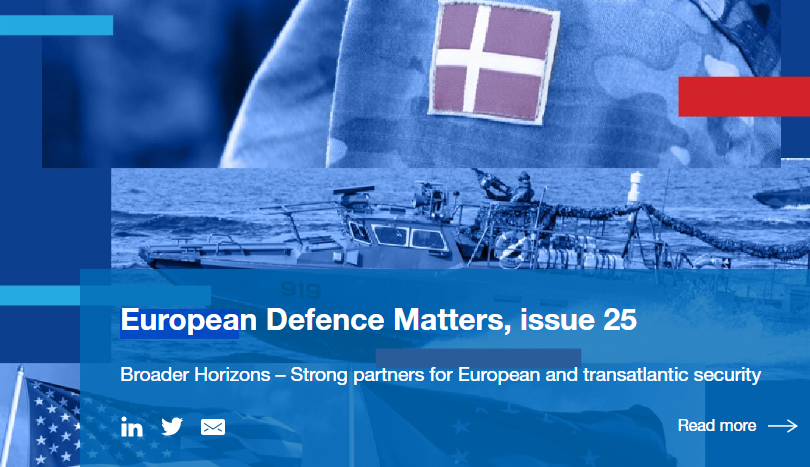 919
European Defence Matters, issue 25
Broader Horizons – Strong partners for European and transatlantic security
in
Read more